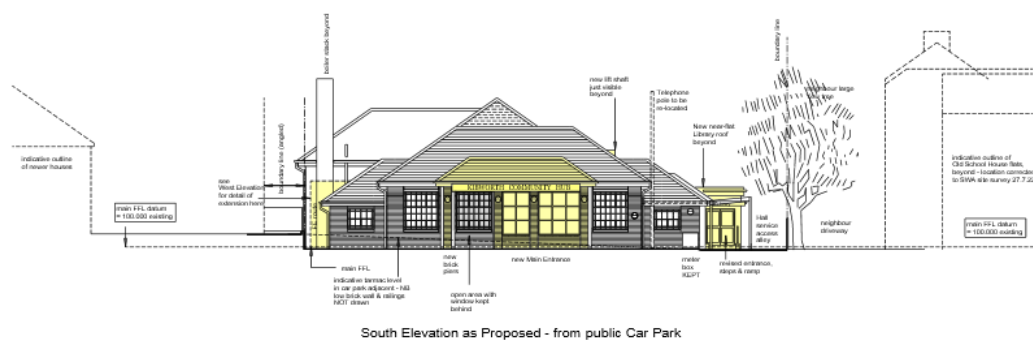 boiler stack beyond
boundary line
new lift shaft
just visible
beyond
Telephone
pole to be
re-located
neighbour large
tree
New near-flat
Library roof
beyond
indicative outline
of newer houses
boundary line (angled)
see
West Elevation
for detail of
extension here
COMMUNITY HUB
indicative outline of
Old School House flats,
beyond - location corrected
to SWA site survey 27.7.22
main FFL datum
= 100.000 existing
Hall
service
access
alley
neighbour
driveway
main FFL datum
= 100.000 existing
main FFL
new
brick
piers
new Main Entrance
meter
box
KEPT
revised entrance,
steps & ramp
indicative tarmac level
in car park adjacent - NB
low brick wall & railings
NOT drawn
open area with
window kept
behind
South Elevation as Proposed - from public Car Park